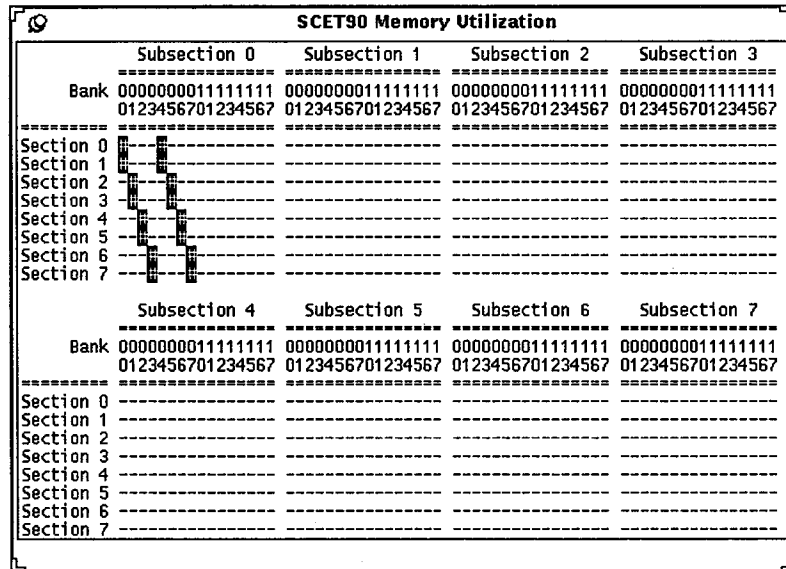 SCET90 Memory Utilization
Subsection 0 Subsection 1 Subsection 2 Subsection 3
================ ================ ================ ================
Bank 0000000011111111 0000000011111111 0000000011111111 0000000011111111
0123456701234567 0123456701234567 0123456701234567 0123456701234567
========= ================ ================ ================ ================
Section 0 ---------------- ---------------- ----------------
Section 1 ---------------- ---------------- ----------------
Section 2 ---------------- ---------------- ----------------
Section 3 ---------------- ---------------- ----------------
Section 4 ---------------- ---------------- ----------------
Section 5 ---------------- ---------------- ----------------
Section 6 ---------------- ---------------- ----------------
Section 7 ---------------- ---------------- ----------------
Subsection 4 Subsection 5 Subsection 6 Subsection 7
================ ================ ================ ================
Bank 0000000011111111 0000000011111111 0000000011111111 0000000011111111
0123456701234567 0123456701234567 0123456701234567 0123456701234567
========= ================ ================ ================ ================
Section 0 ---------------- ---------------- ---------------- ----------------
Section 1 ---------------- ---------------- ---------------- ----------------
Section 2 ---------------- ---------------- ---------------- ----------------
Section 3 ---------------- ---------------- ---------------- ----------------
Section 4 ---------------- ---------------- ---------------- ----------------
Section 5 ---------------- ---------------- ---------------- ----------------
Section 6 ---------------- ---------------- ---------------- ----------------
Section 7 ---------------- ---------------- ---------------- ----------------